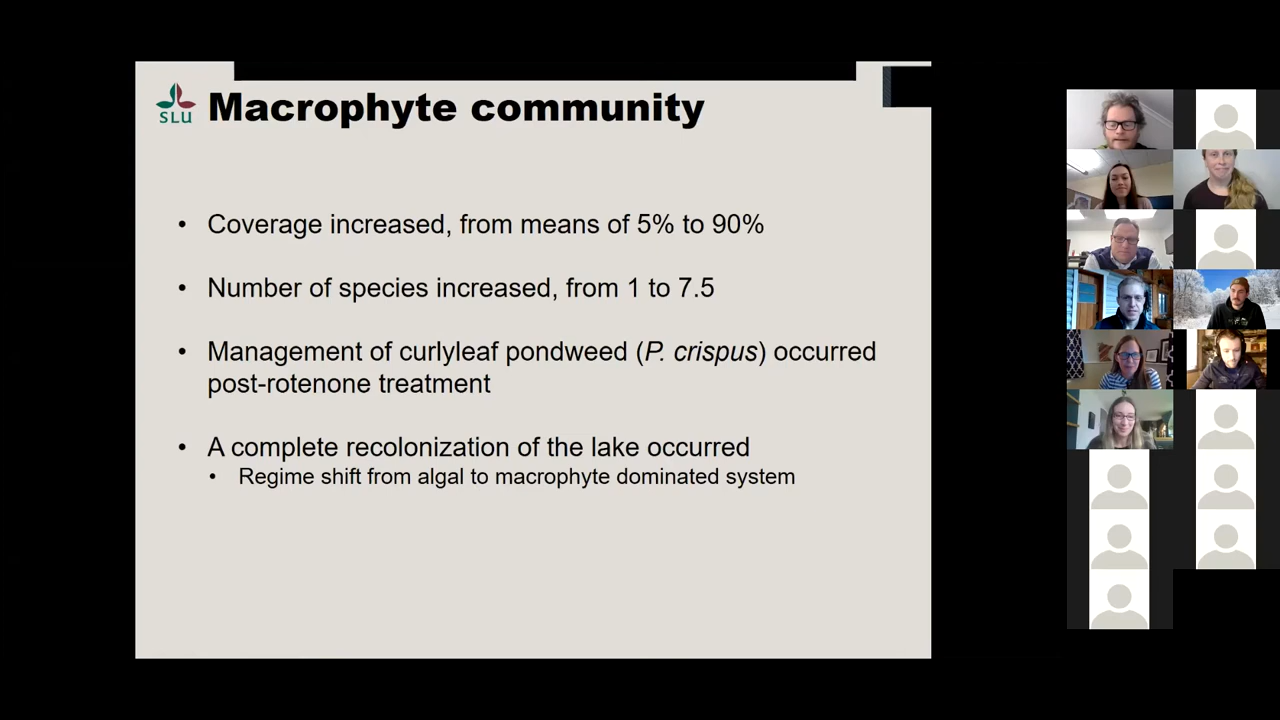 SLU
Macrophyte community
• Coverage increased, from means of 5% to 90%
• Number of species increased, from 1 to 7.5
• Management of curlyleaf pondweed (P. crispus) occurred
post-rotenone treatment
• A complete recolonization of the lake occurred
• Regime shift from algal to macrophyte dominated system